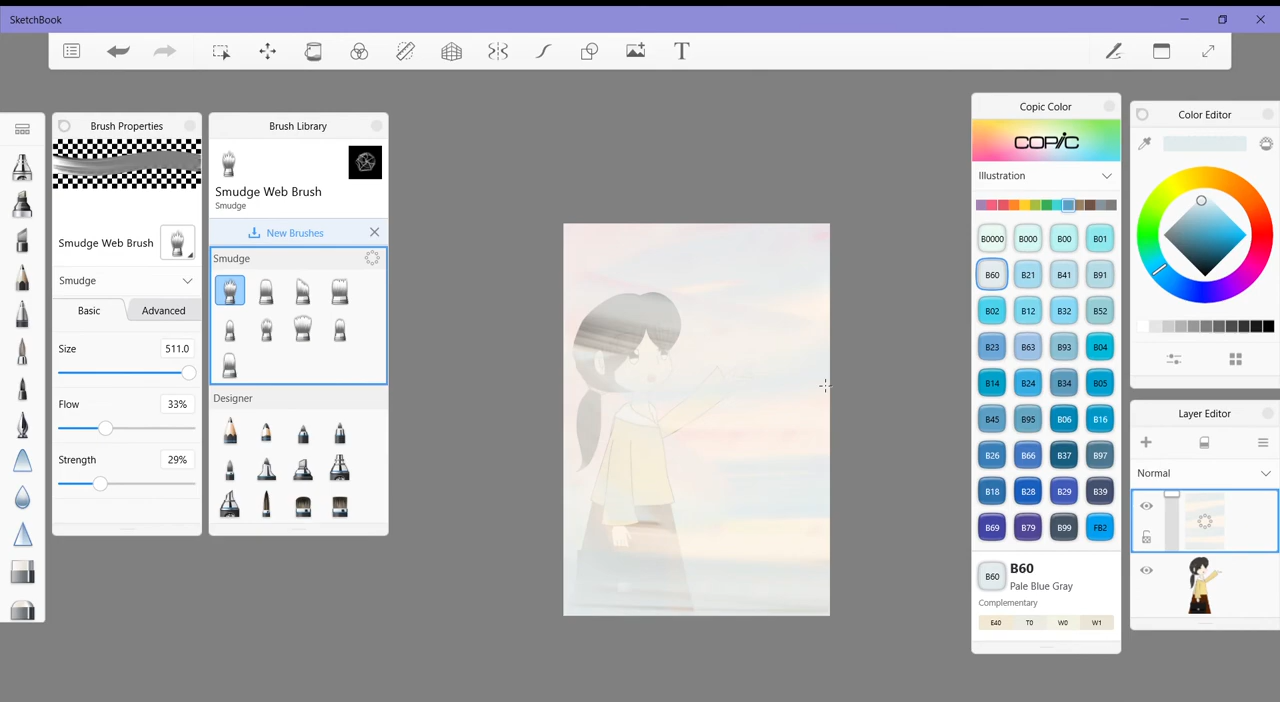 SketchBook
T
Brush Properties
Smudge Web Brush
Smudge
Basic
Advanced
Size
511.0
Flow
33%
Strength
29%
Brush Library
Smudge Web Brush
Smudge
New Brushes
Smudge
Designer
Copic Color
COPIC
Illustration
B0000 B000 B00 B01
B60 B21 B41 B91
B02 B12 B32 B52
B23 B63 B93 B04
B14 B24 B34 B05
B45 B95 B06 B16
B26 B66 B37 B97
B18 B28 B29 B39
B69 B79 B99 FB2
B60
B60
Pale Blue Gray
Complementary
E40 T0 W0 W1
Color Editor
Layer Editor
Normal